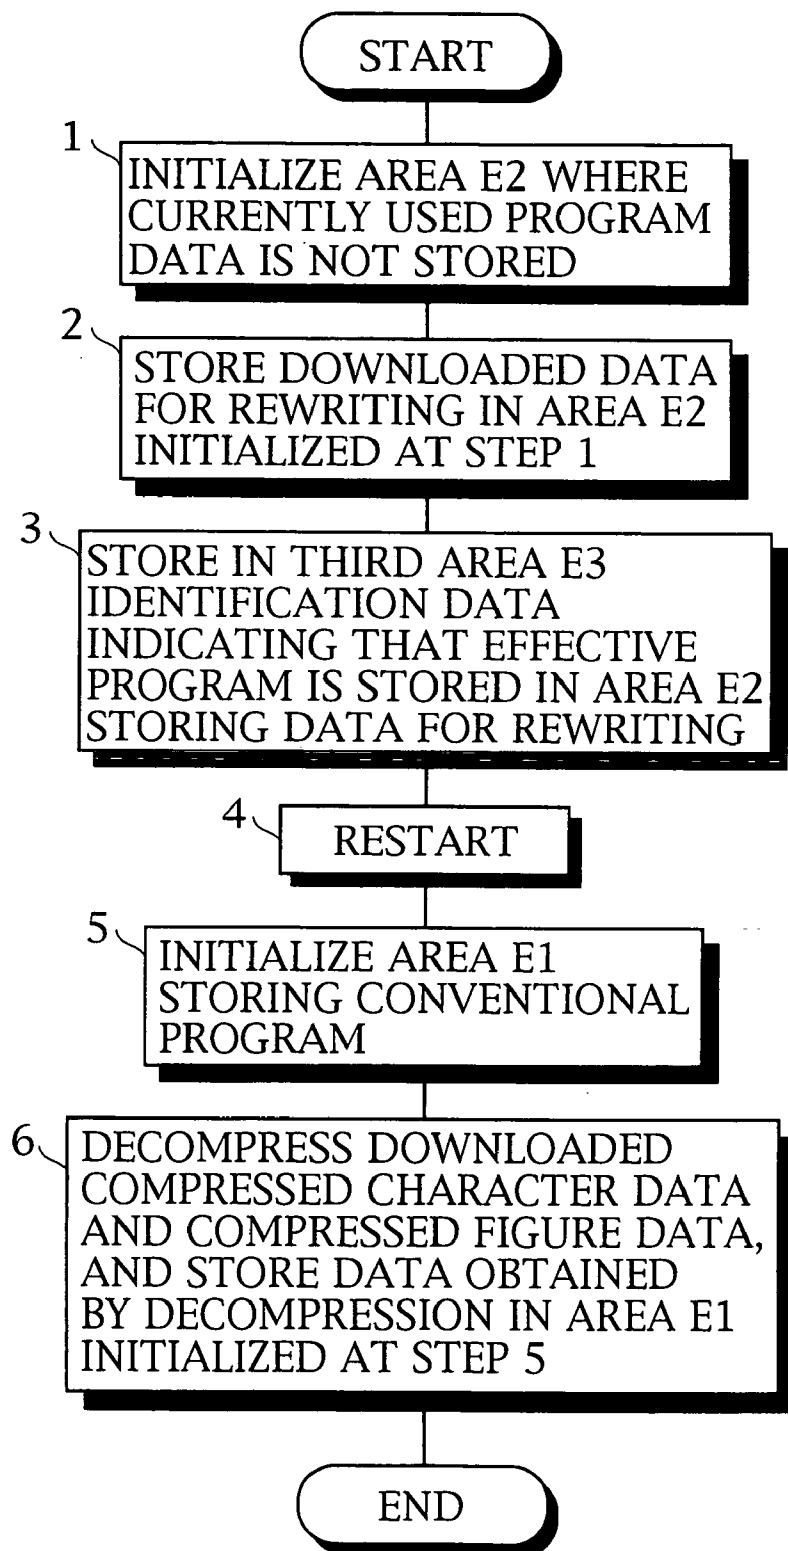 START
1
INITIALIZE AREA E2 WHERE
CURRENTLY USED PROGRAM
DATA IS NOT STORED
2
STORE DOWNLOADED DATA
FOR REWRITING IN AREA E2
INITIALIZED AT STEP 1
3
STORE IN THIRD AREA E3
IDENTIFICATION DATA
INDICATING THAT EFFECTIVE
PROGRAM IS STORED IN AREA E2
STORING DATA FOR REWRITING
4
RESTART
5
INITIALIZE AREA E1
STORING CONVENTIONAL
PROGRAM
6
DECOMPRESS DOWNLOADED
COMPRESSED CHARACTER DATA
AND COMPRESSED FIGURE DATA,
AND STORE DATA OBTAINED
BY DECOMPRESSION IN AREA E1
INITIALIZED AT STEP 5
END